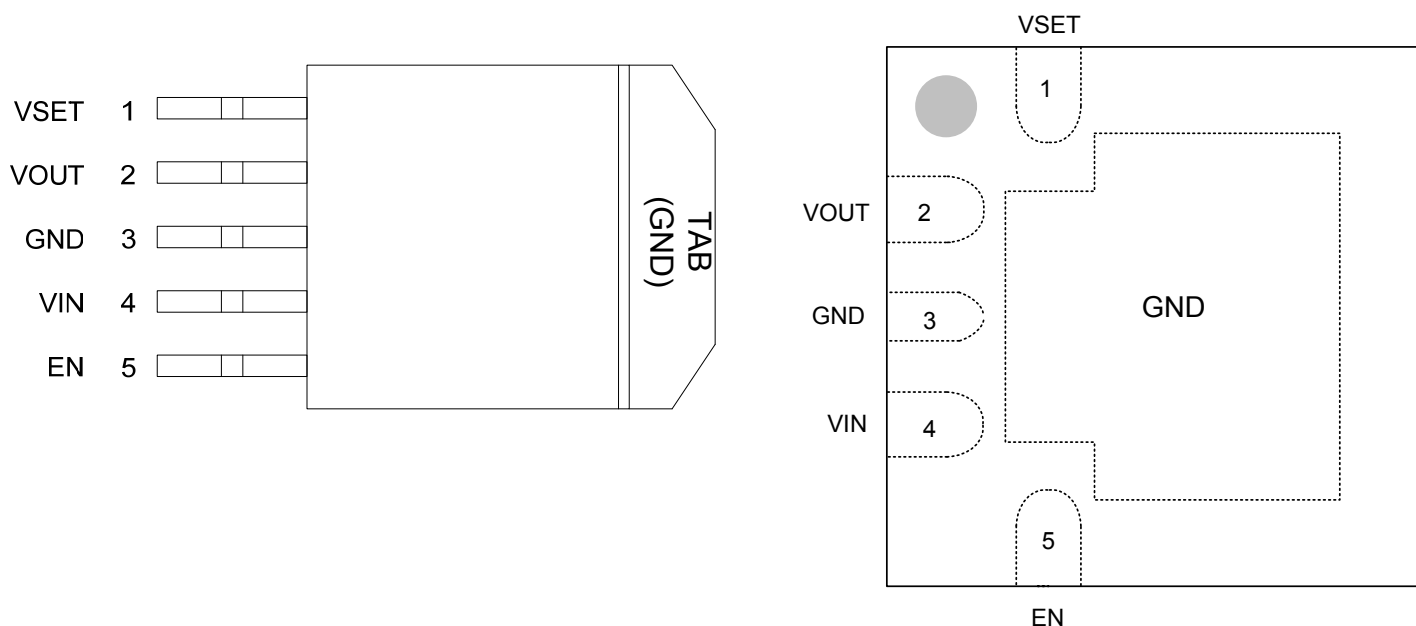 VSET 1
VOUT 2
GND 3
VIN 4
EN 5
TAB
(GND)
VSET
1
VOUT 2
GND 3
VIN 4
GND
5
EN